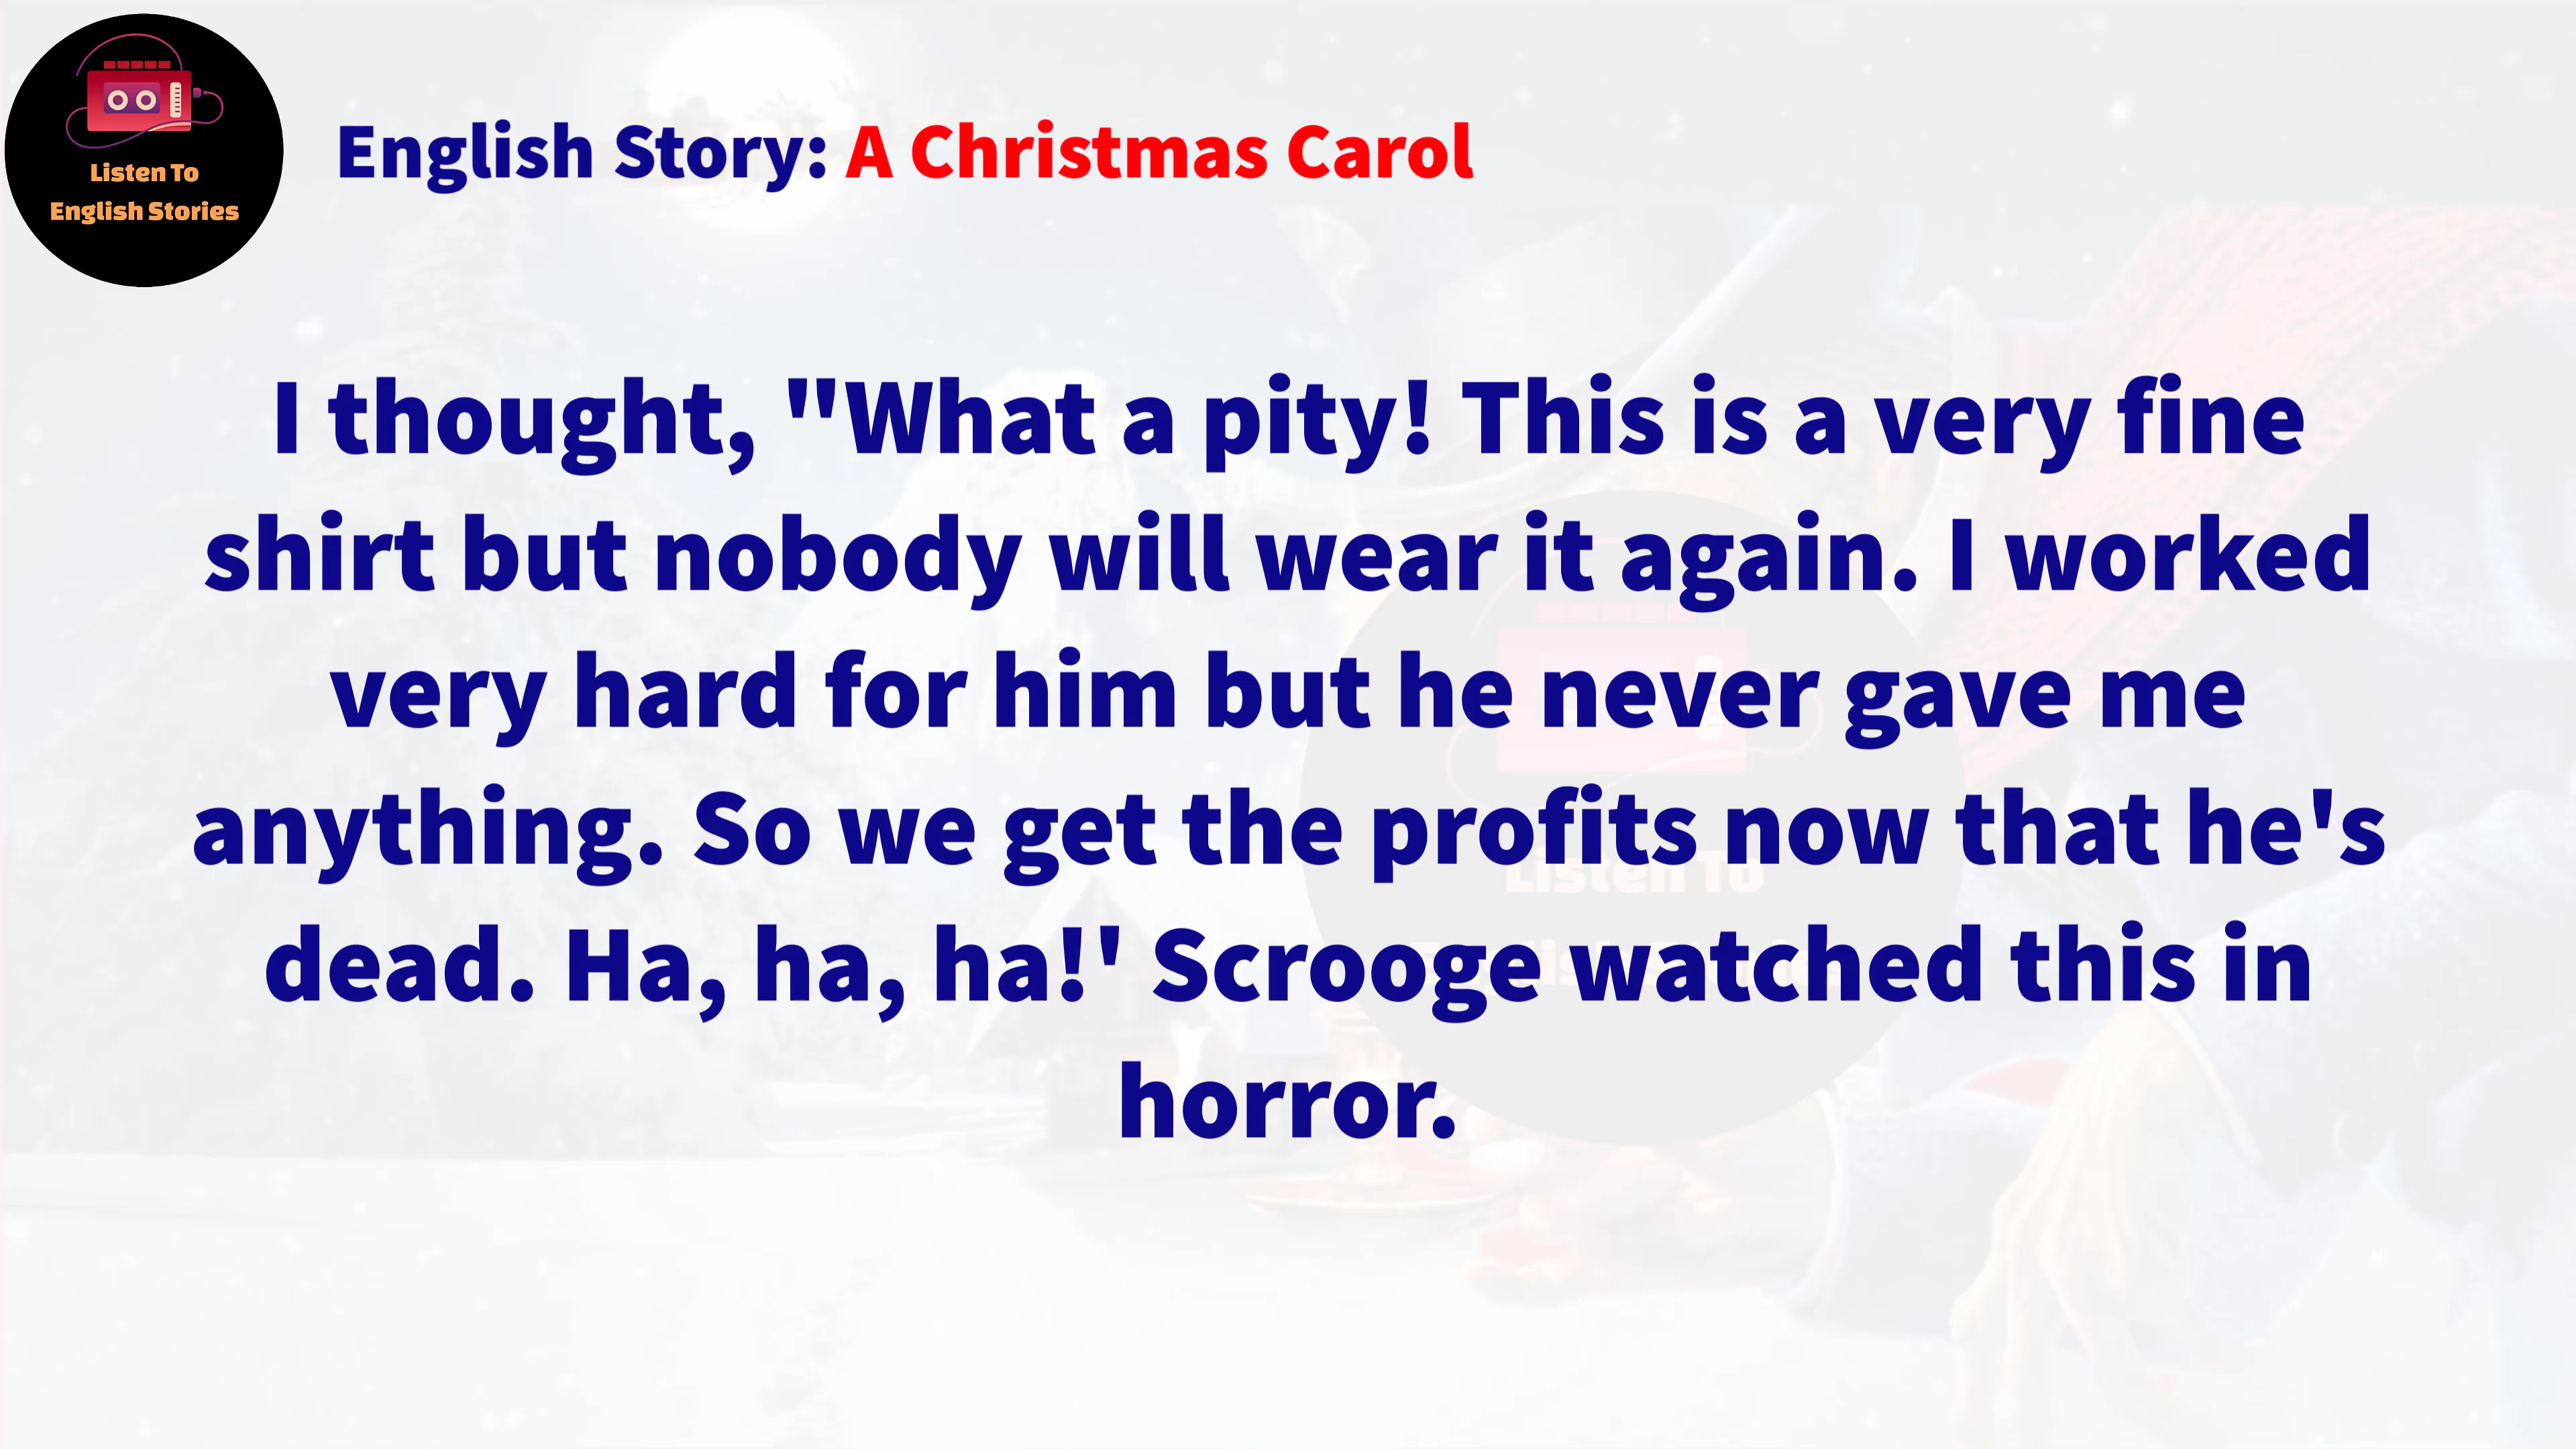 Listen To
English Stories
English Story: A Christmas Carol
I thought, "What a pity! This is a very fine
shirt but nobody will wear it again. I worked
very hard for him but he never gave me
anything. So we get the profits now that he's
dead. Ha, ha, ha!' Scrooge watched this in
horror.
Listen To